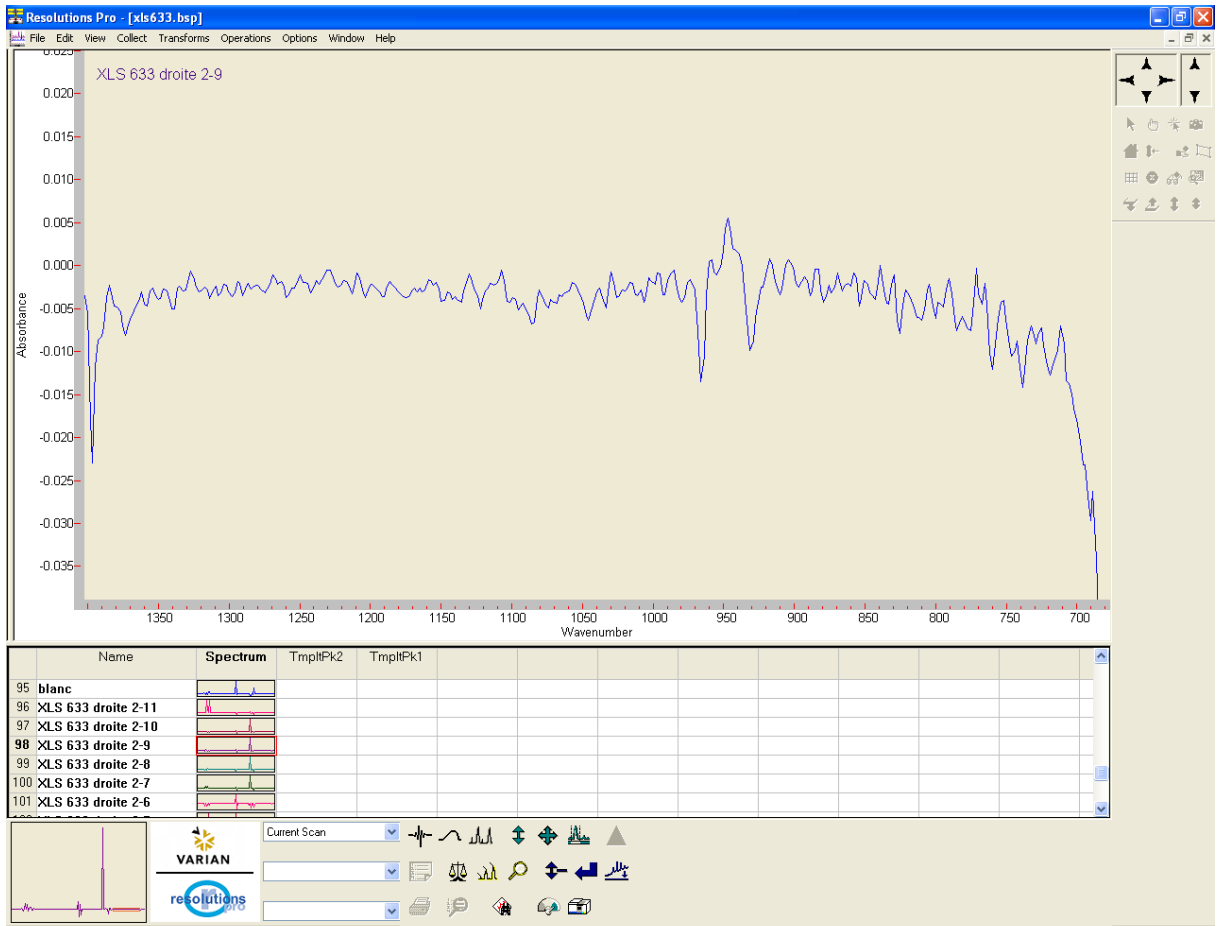 Resolutions Pro - [xls633.bsp]
File Edit View Collect Transforms Operations Options Window Help
0.025
XLS 633 droite 2-9
0.020
0.015
0.010
0.005
0.000
-0.005
-0.010
-0.015
-0.020
-0.025
-0.030
-0.035
Absorbance
1350 1300 1250 1200 1150 1100 1050 1000 950 900 850 800 750 700
Wavenumber
Name Spectrum TmpltPk2 TmpltPk1
95 blanc
96 XLS 633 droite 2-11
97 XLS 633 droite 2-10
98 XLS 633 droite 2-9
99 XLS 633 droite 2-8
100 XLS 633 droite 2-7
101 XLS 633 droite 2-6
Current Scan
VARIAN
resolutions
pro